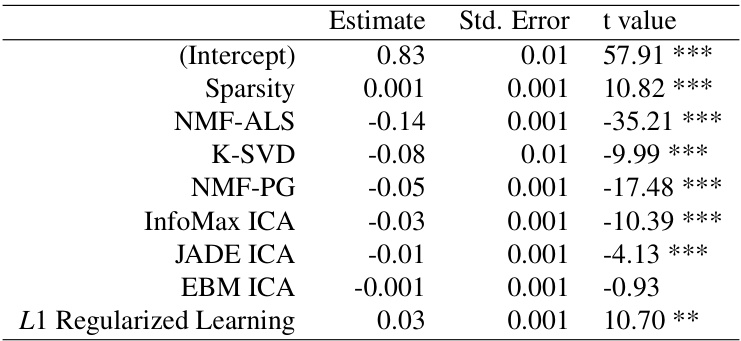 Estimate Std. Error t value
(Intercept) 0.83 0.01 57.91 ***
Sparsity 0.001 0.001 10.82 ***
NMF-ALS -0.14 0.001 -35.21 ***
K-SVD -0.08 0.01 -9.99 ***
NMF-PG -0.05 0.001 -17.48 ***
InfoMax ICA -0.03 0.001 -10.39 ***
JADE ICA -0.01 0.001 -4.13 ***
EBM ICA -0.001 0.001 -0.93
L1 Regularized Learning 0.03 0.001 10.70 **